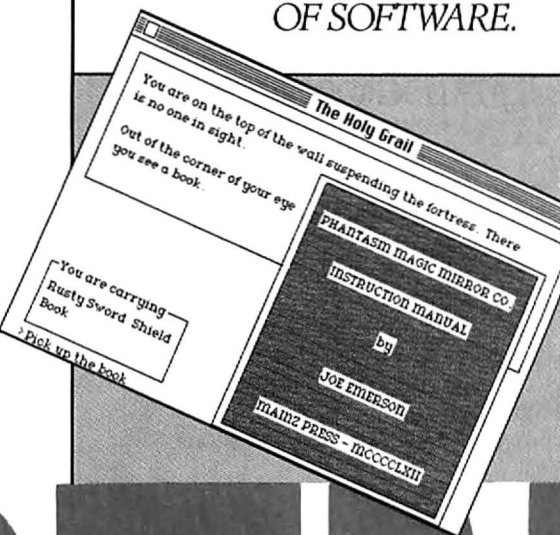 OF SOFTWARE.
The Holy Grail
You are on the top of the wall suspending the fortress. There
is no one in sight.
Out of the corner of your eye
you see a book.
You are carrying
Rusty Sword Shield
Book
>Pick up the book
PHANTASM MAGIC MIRROR CO.
INSTRUCTION MANUAL
by
JOE EMERSON
MAINZ PRESS - MCCCCLXII